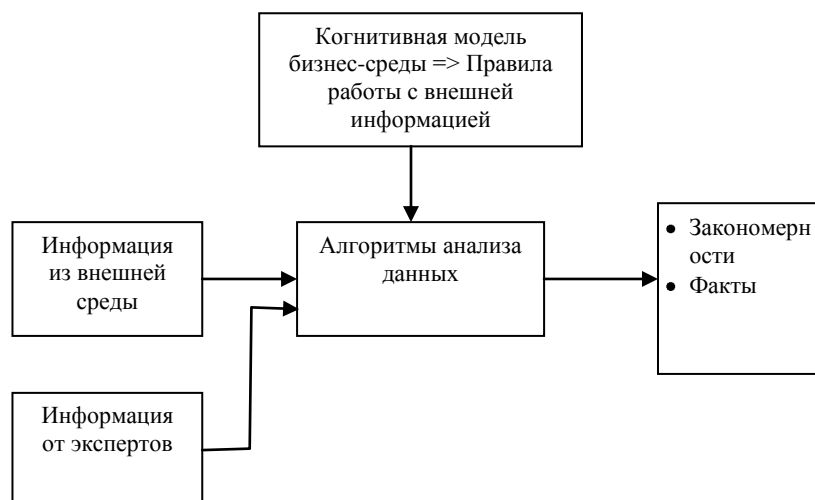 Когнитивная модель
бизнес-среды => Правила
работы с внешней
информацией
Информация
из внешней
среды
Алгоритмы анализа
данных
• Закономерн
ости
• Факты
Информация
от экспертов